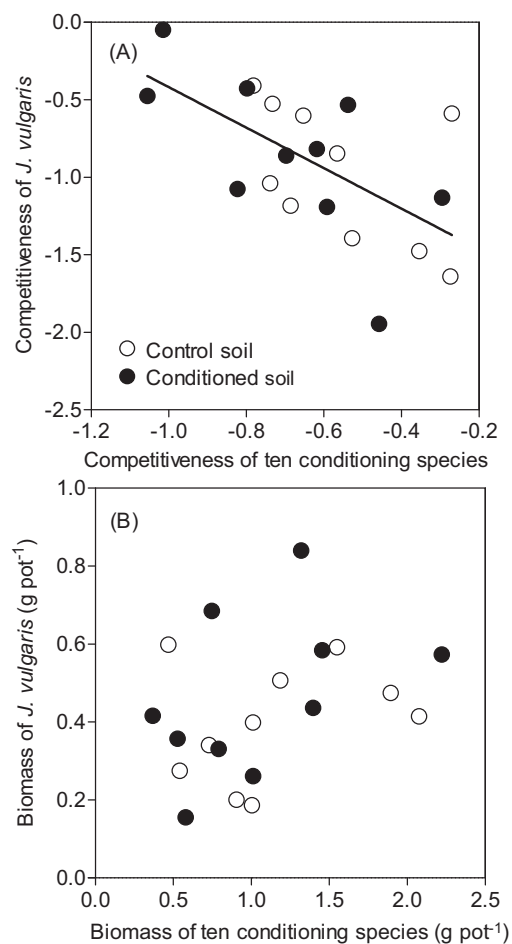 (A)
Competitiveness of J. vulgaris
0.0
-0.5
-1.0
-1.5
-2.0
-2.5
Control soil
Conditioned soil
-1.2 -1.0 -0.8 -0.6 -0.4 -0.2
Competitiveness of ten conditioning species
(B)
Biomass of J. vulgaris (g pot-1)
1.0
0.8
0.6
0.4
0.2
0.0
0.0 0.5 1.0 1.5 2.0 2.5
Biomass of ten conditioning species (g pot-1)